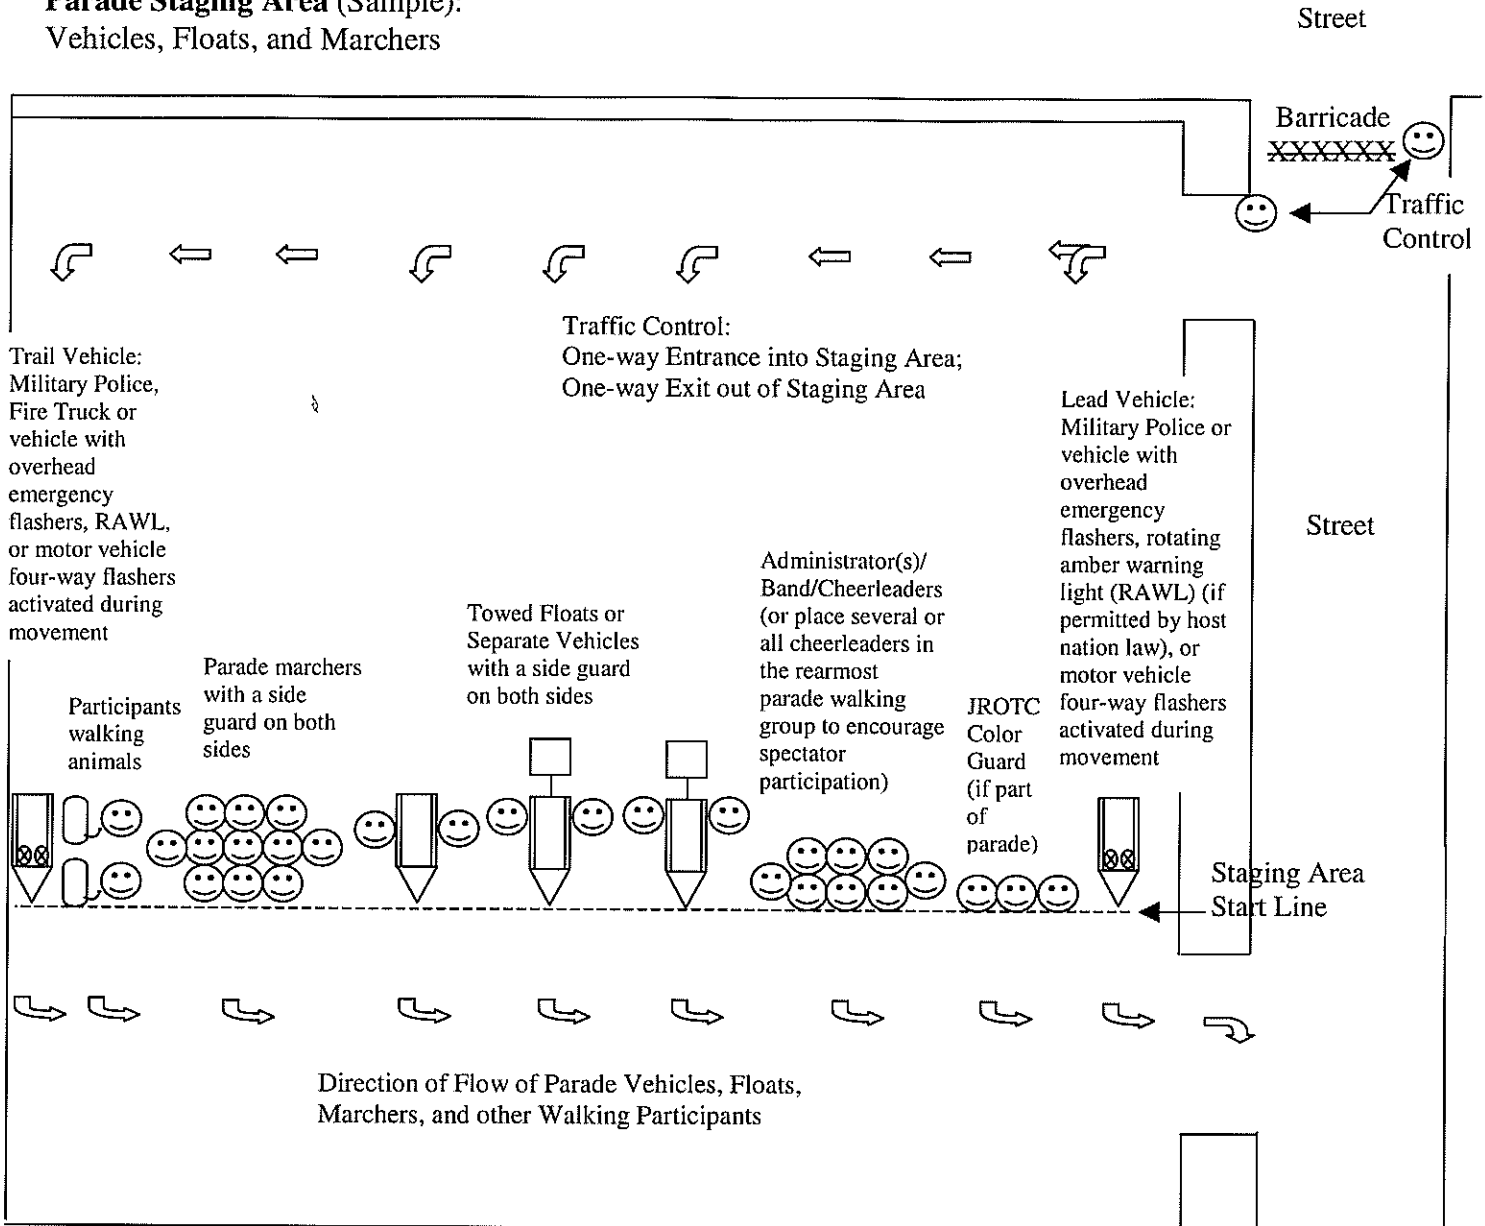 Parade Staging Area (Sample):
Vehicles, Floats, and Marchers
Street
Barricade
XXXXXX
Traffic
Control
Traffic Control:
One-way Entrance into Staging Area;
One-way Exit out of Staging Area
Trail Vehicle:
Military Police,
Fire Truck or
vehicle with
overhead
emergency
flashers, RAWL,
or motor vehicle
four-way flashers
activated during
movement
Participants
walking
animals
Parade marchers
with a side
guard on both
sides
Towed Floats or
Separate Vehicles
with a side guard
on both sides
Administrator(s)/
Band/Cheerleaders
(or place several or
all cheerleaders in
the rearmost
parade walking
group to encourage
spectator
participation)
JROTC
Color
Guard
(if part
of
parade)
Lead Vehicle:
Military Police or
vehicle with
overhead
emergency
flashers, rotating
amber warning
light (RAWL) (if
permitted by host
nation law), or
motor vehicle
four-way flashers
activated during
movement
Street
Staging Area
Start Line
Direction of Flow of Parade Vehicles, Floats,
Marchers, and other Walking Participants